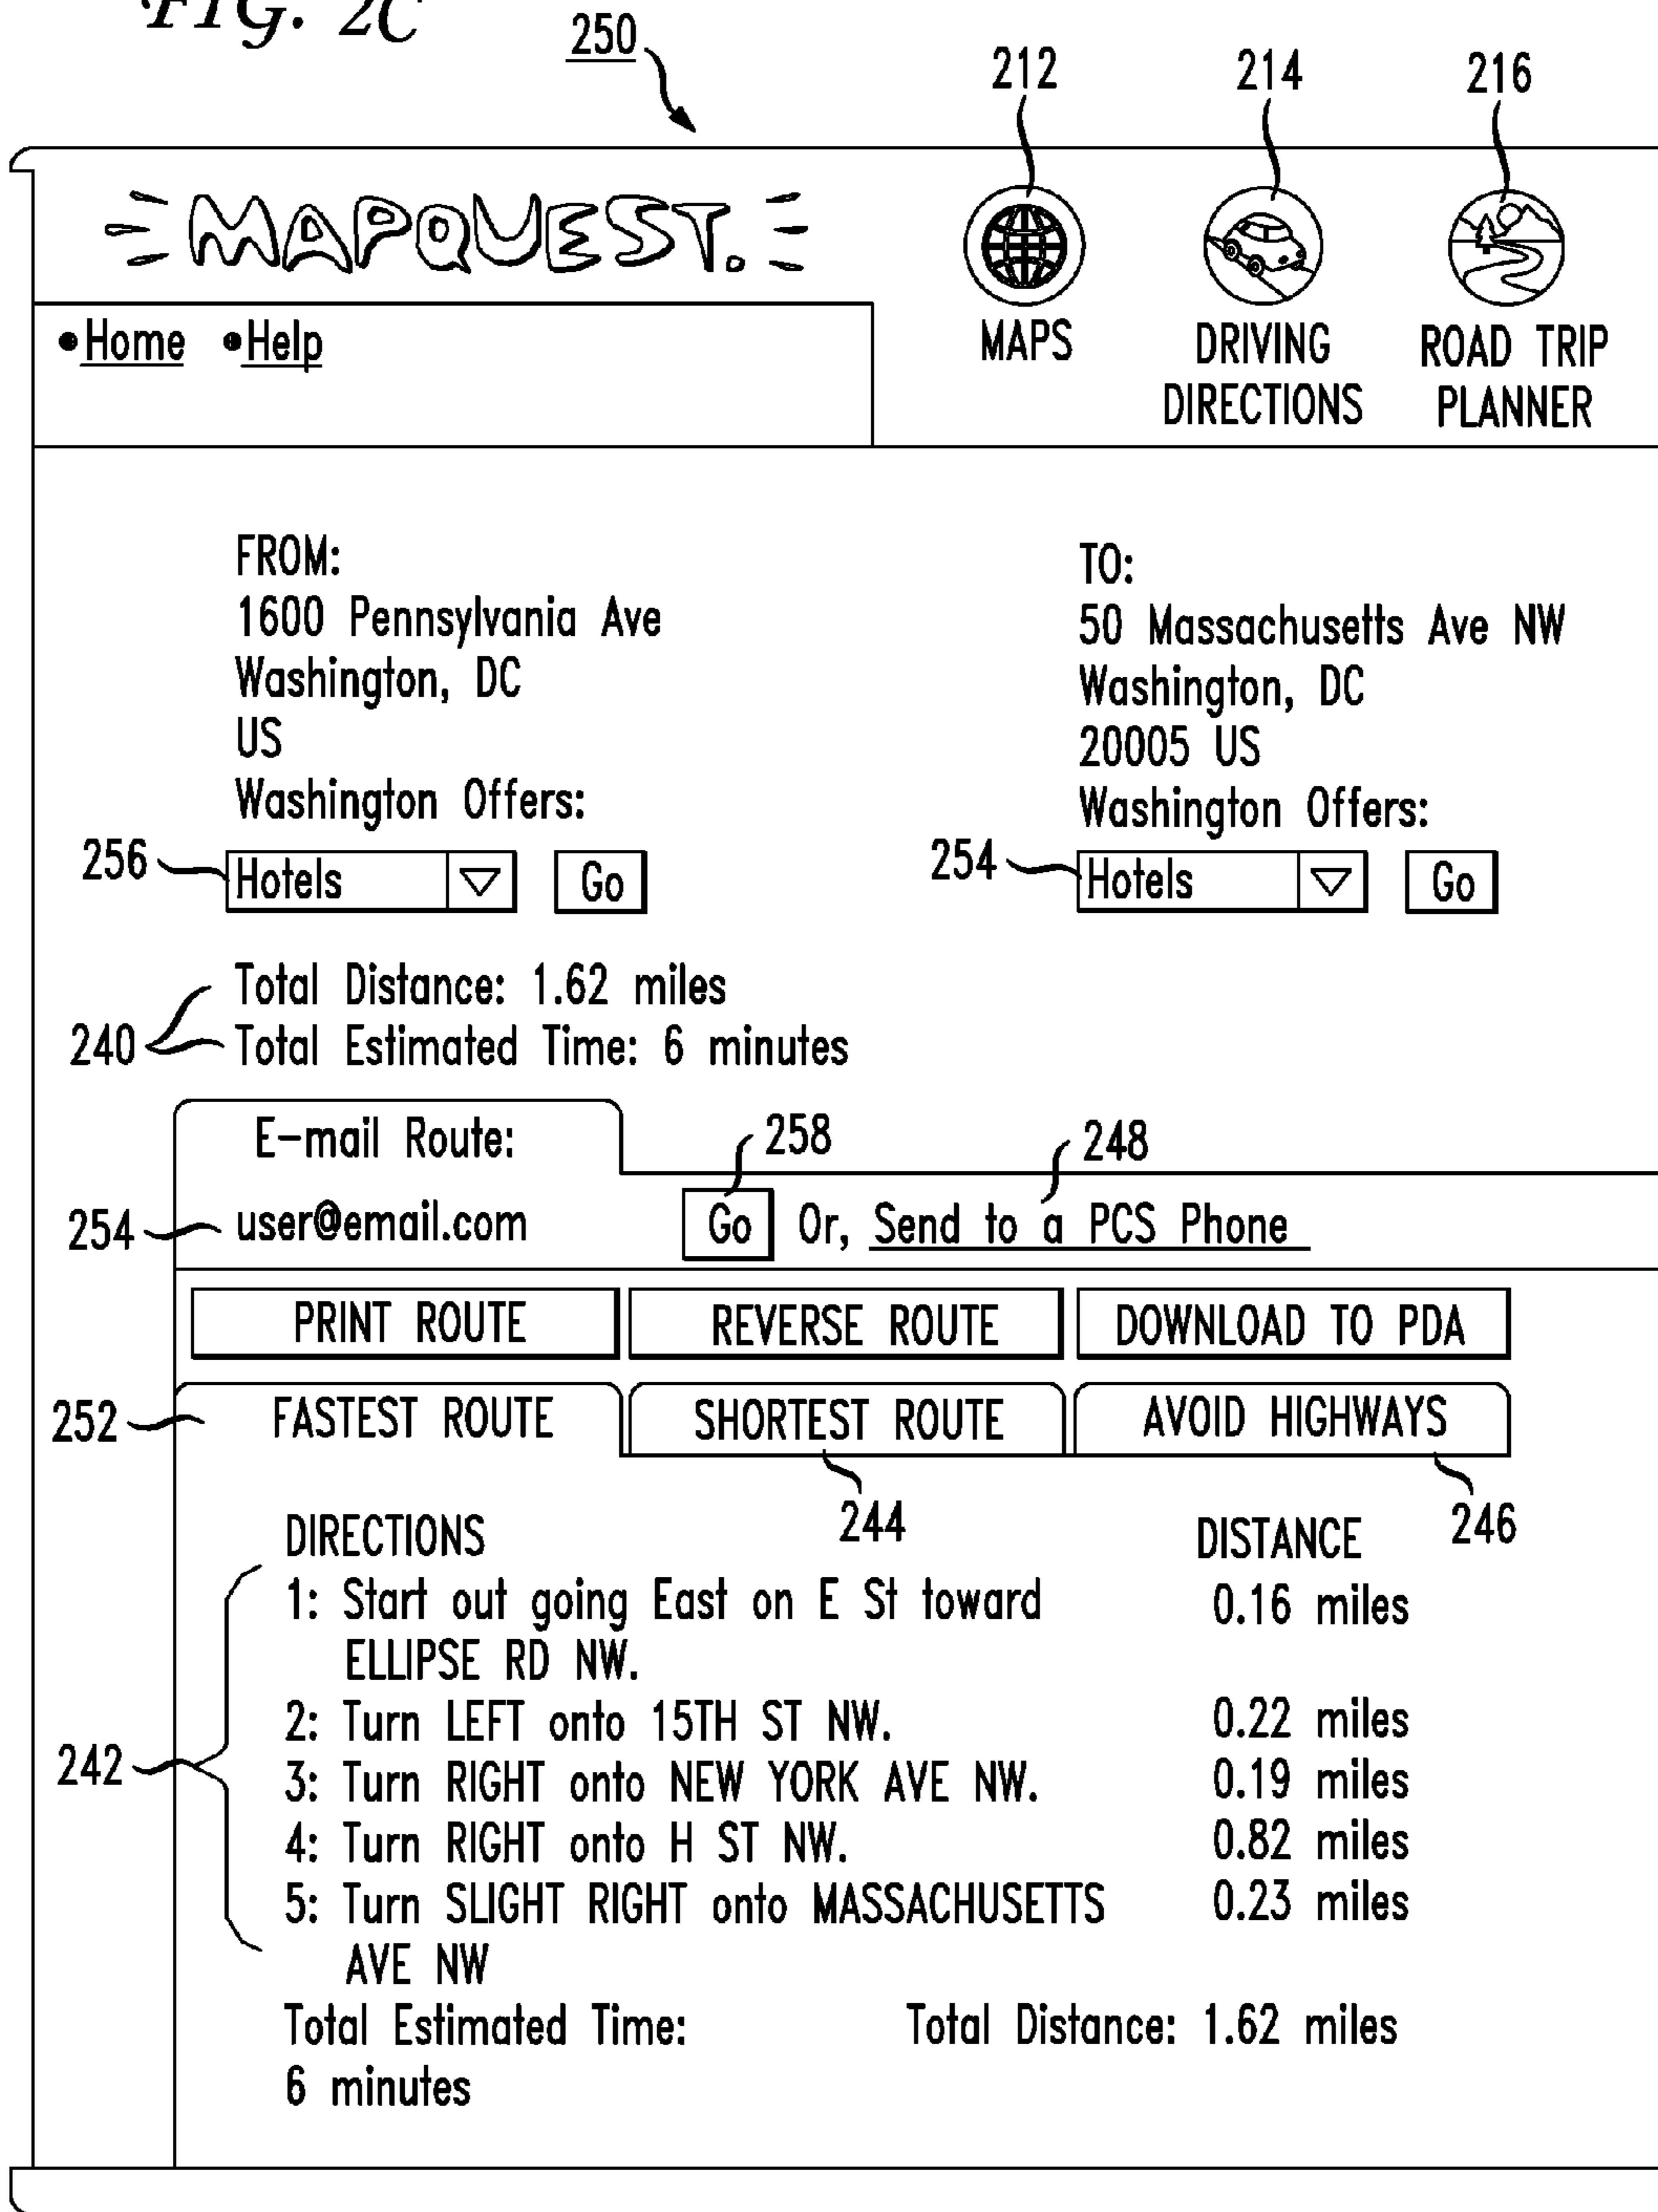 FIG. 2C
250
212 214 216
MAPQUEST.
•Home •Help
MAPS
DRIVING DIRECTIONS
ROAD TRIP PLANNER
FROM:
1600 Pennsylvania Ave
Washington, DC
US
Washington Offers:
256 Hotels Go
TO:
50 Massachusetts Ave NW
Washington, DC
20005 US
Washington Offers:
254 Hotels Go
Total Distance: 1.62 miles
240 Total Estimated Time: 6 minutes
E-mail Route:
258 248
254 user@email.com Go Or, Send to a PCS Phone
PRINT ROUTE REVERSE ROUTE DOWNLOAD TO PDA
252 FASTEST ROUTE SHORTEST ROUTE AVOID HIGHWAYS
244 246
DIRECTIONS DISTANCE
1: Start out going East on E St toward 0.16 miles
ELLIPSE RD NW.
2: Turn LEFT onto 15TH ST NW. 0.22 miles
242
3: Turn RIGHT onto NEW YORK AVE NW. 0.19 miles
4: Turn RIGHT onto H ST NW. 0.82 miles
5: Turn SLIGHT RIGHT onto MASSACHUSETTS 0.23 miles
AVE NW
Total Estimated Time: Total Distance: 1.62 miles
6 minutes